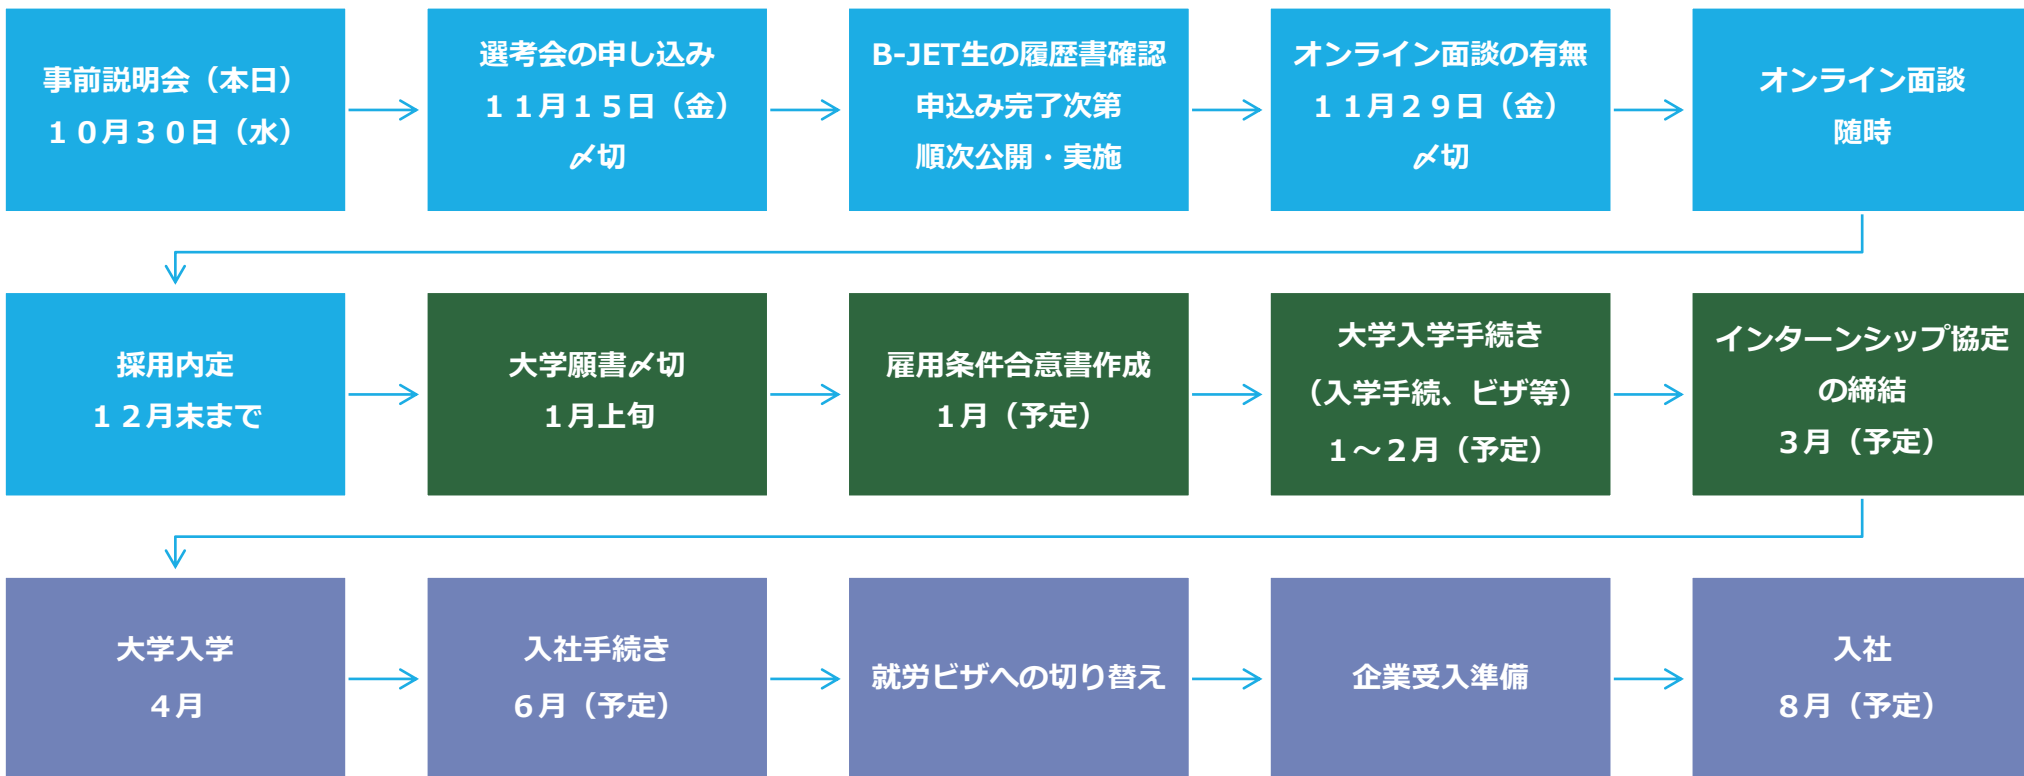 事前説明会（本日）
１０月３０日（水）
選考会の申し込み
１１月１５日（金）
〆切
B-JET生の履歴書確認
申込み完了次第
順次公開・実施
オンライン面談の有無
１１月２９日（金）
〆切
オンライン面談
随時
採用内定
１２月末まで
大学願書〆切
１月上旬
雇用条件合意書作成
１月（予定）
大学入学手続き
（入学手続、ビザ等）
１～２月（予定）
インターンシップ協定
の締結
３月（予定）
大学入学
４月
入社手続き
６月（予定）
就労ビザへの切り替え
企業受入準備
入社
８月（予定）